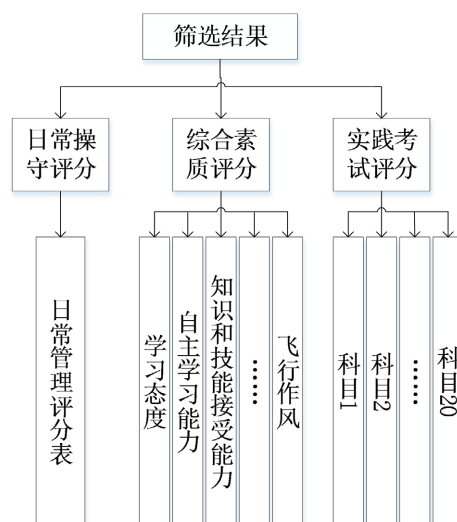 筛选结果
日常操
守评分
综合素
质评分
实践考
试评分
日常管理评分表
学习态度
自主学习能力
知识和技能接受能力
……
飞行作风
科目1
科目2
……
科目20